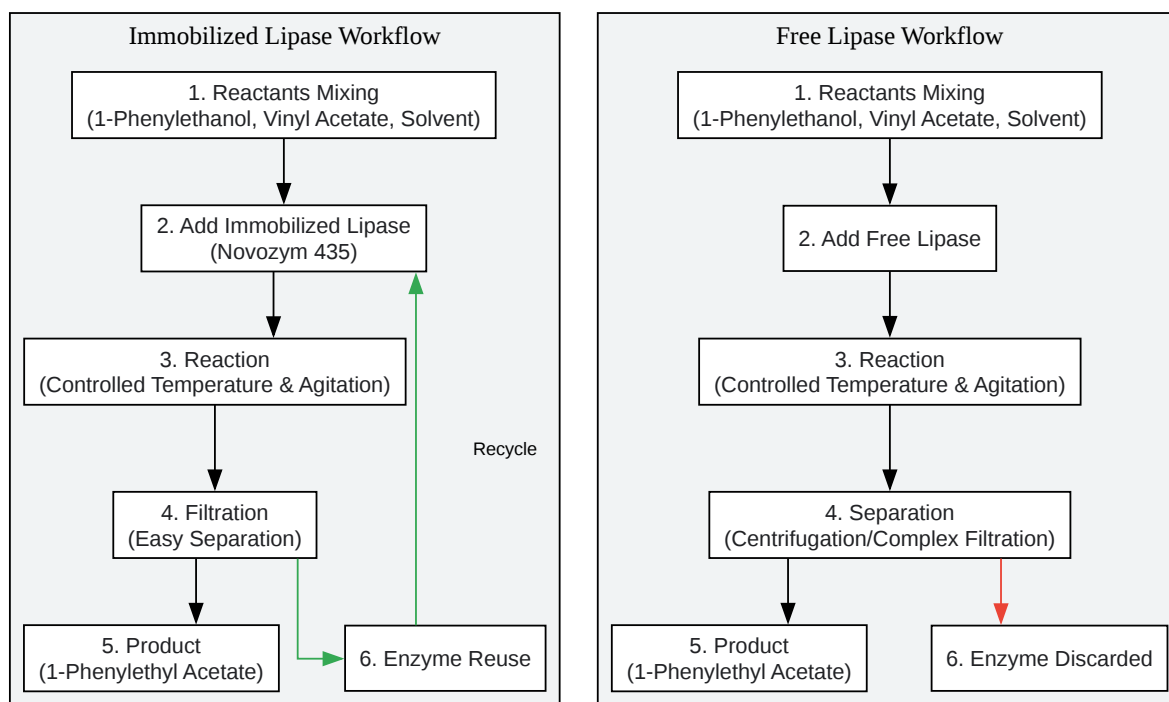 Immobilized Lipase Workflow
1. Reactants Mixing
(1-Phenylethanol, Vinyl Acetate, Solvent)
2. Add Immobilized Lipase
(Novozym 435)
3. Reaction
(Controlled Temperature & Agitation)
Recycle
4. Filtration
(Easy Separation)
5. Product
(1-Phenylethyl Acetate)
6. Enzyme Reuse
Free Lipase Workflow
1. Reactants Mixing
(1-Phenylethanol, Vinyl Acetate, Solvent)
2. Add Free Lipase
3. Reaction
(Controlled Temperature & Agitation)
4. Separation
(Centrifugation/Complex Filtration)
5. Product
(1-Phenylethyl Acetate)
6. Enzyme Discarded